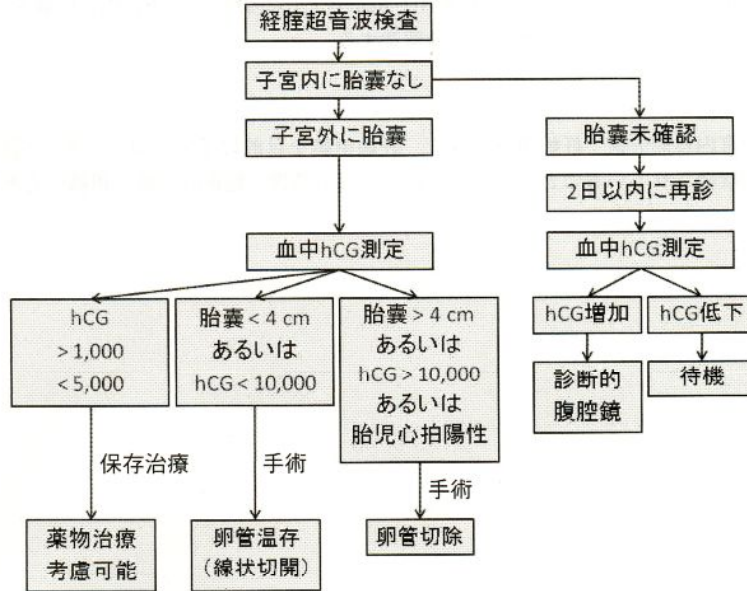 経腟超音波検査
子宮内に胎嚢なし
子宮外に胎嚢
胎嚢未確認
2日以内に再診
血中hCG測定
血中hCG測定
hCG
>1,000
<5,000
胎嚢<4 cm
あるいは
hCG<10,000
胎嚢>4 cm
あるいは
hCG>10,000
あるいは
胎児心拍陽性
hCG増加
hCG低下
診断的
腹腔鏡
待機
保存治療
手術
手術
薬物治療
考慮可能
卵管温存
(線状切開)
卵管切除